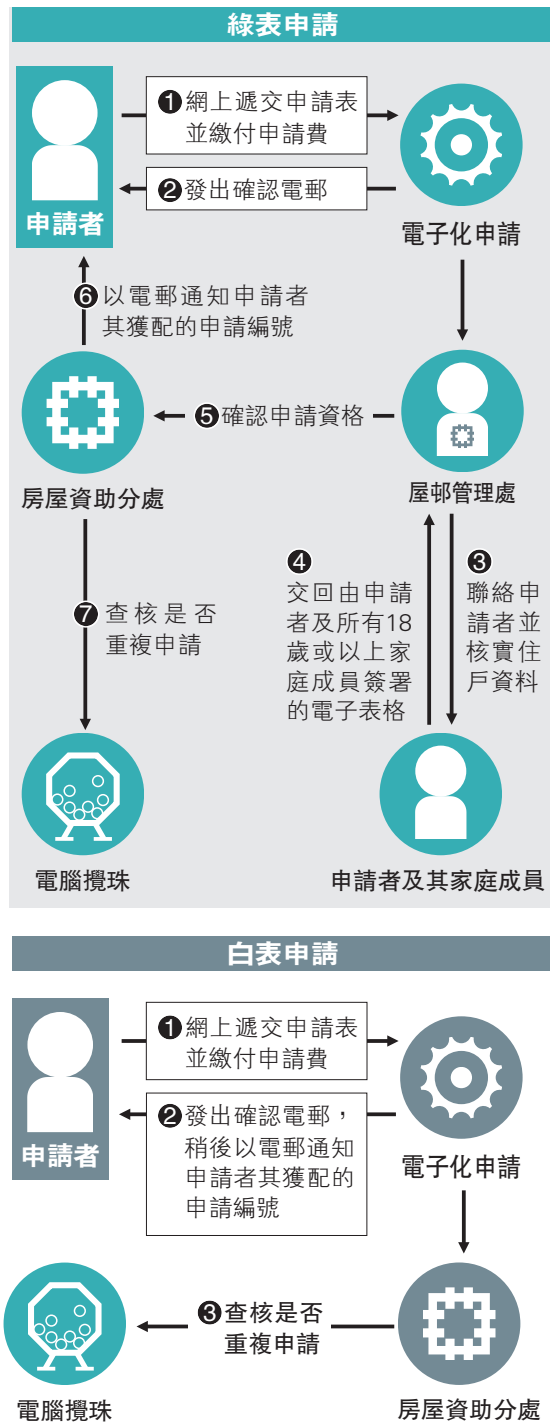 綠表申請
❶網上遞交申請表
並繳付申請費
❷發出確認電郵
申請者
電子化申請
❻以電郵通知申請者
其獲配的申請編號
❺確認申請資格
房屋資助分處
屋邨管理處
❹
交回由申請
者及所有18
歲或以上家
庭成員簽署
的電子表格
❸
聯絡申
請者並
核實住
戶資料
❼查核是否
重複申請
電腦攪珠
申請者及其家庭成員
白表申請
❶網上遞交申請表
並繳付申請費
❷發出確認電郵，
稍後以電郵通知
申請者其獲配的
申請編號
申請者
電子化申請
❸查核是否
重複申請
電腦攪珠
房屋資助分處